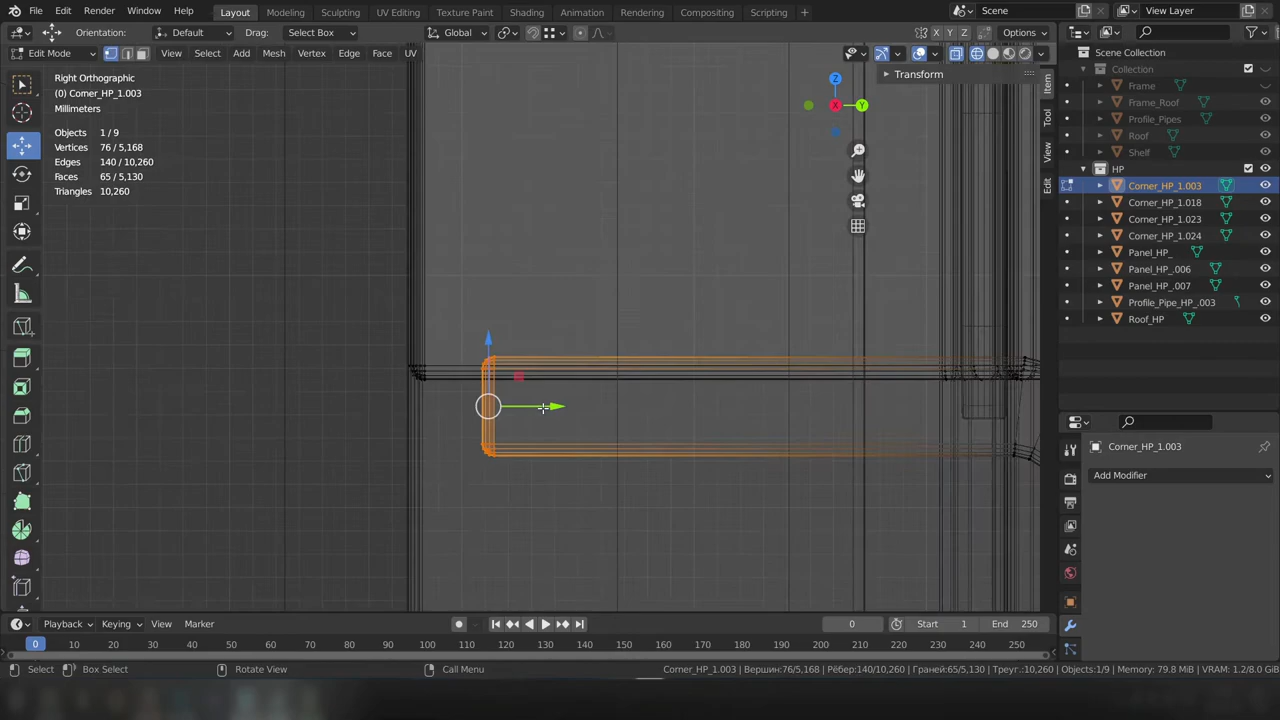 File Edit Render Window Help Layout Modeling Sculpting UV Editing Texture Paint Shading Animation Rendering Compositing Scripting + Scene View Layer
Orientation: Default Drag: Select Box Global X Y Z Options
Edit Mode View Select Add Mesh Vertex Edge Face UV
Right Orthographic
(0) Corner_HP_1.003
Millimeters
Objects 1 / 9
Vertices 76 / 5,168
Edges 140 / 10,260
Faces 65 / 5,130
Triangles 10,260
Transform
Z
X
Y
Item
Tool
View
Edit
Scene Collection
Collection
Frame
Frame_Roof
Profile_Pipes
Roof
Shelf
HP
Corner_HP_1.003
Corner_HP_1.018
Corner_HP_1.023
Corner_HP_1.024
Panel_HP_
Panel_HP_.006
Panel_HP_.007
Profile_Pipe_HP_.003
Roof_HP
Corner_HP_1.003
Add Modifier
Playback Keying View Marker 0 Start 1 End 250
0 10 20 30 40 50 60 70 80 90 100 110 120 130 140 150 160 170 180 190 200 210 220 230 240 250
Select Box Select Rotate View Call Menu Corner_HP_1.003 | Вершин:76/5,168 | Рёбер:140/10,260 | Граней:65/5,130 | Треуг.:10,260 | Objects:1/9 | Memory: 79.8 MiB | VRAM: 1.2/8.0 GiB